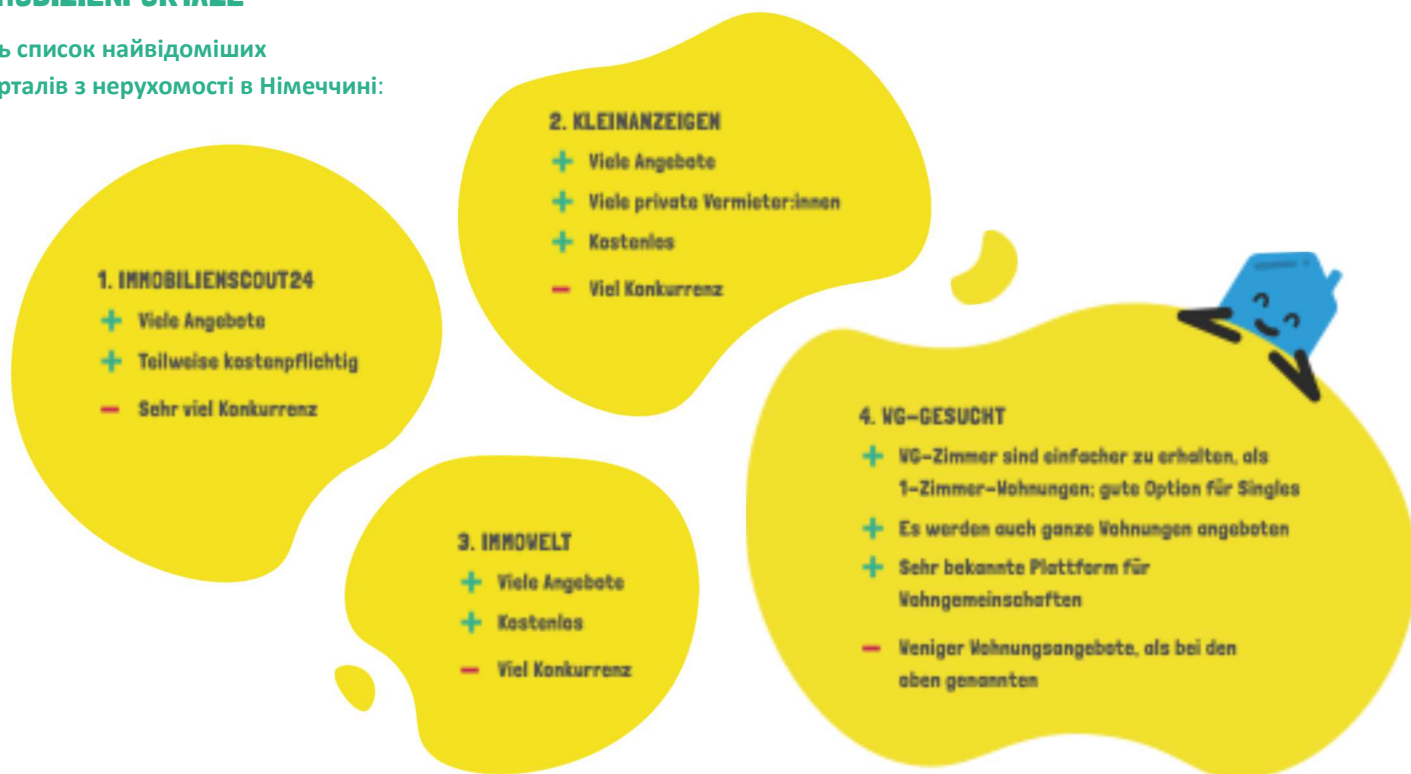 ь список найвідоміших
рталів з нерухомості в Німеччині:
1. IMMOBILIENSCOUT24
+ Viele Angebote
+ Teilweise kostenpflichtig
− Sehr viel Konkurrenz
2. KLEINANZEIGEN
+ Viele Angebote
+ Viele private Vermieter:innen
+ Kostenlos
− Viel Konkurrenz
3. IMMOWELT
+ Viele Angebote
+ Kostenlos
− Viel Konkurrenz
4. WG-GESUCHT
+ WG-Zimmer sind einfacher zu erhalten, als
1-Zimmer-Wohnungen; gute Option für Singles
+ Es werden auch ganze Wohnungen angeboten
+ Sehr bekannte Plattform für
Wohngemeinschaften
− Weniger Wohnungsangebote, als bei den
oben genannten